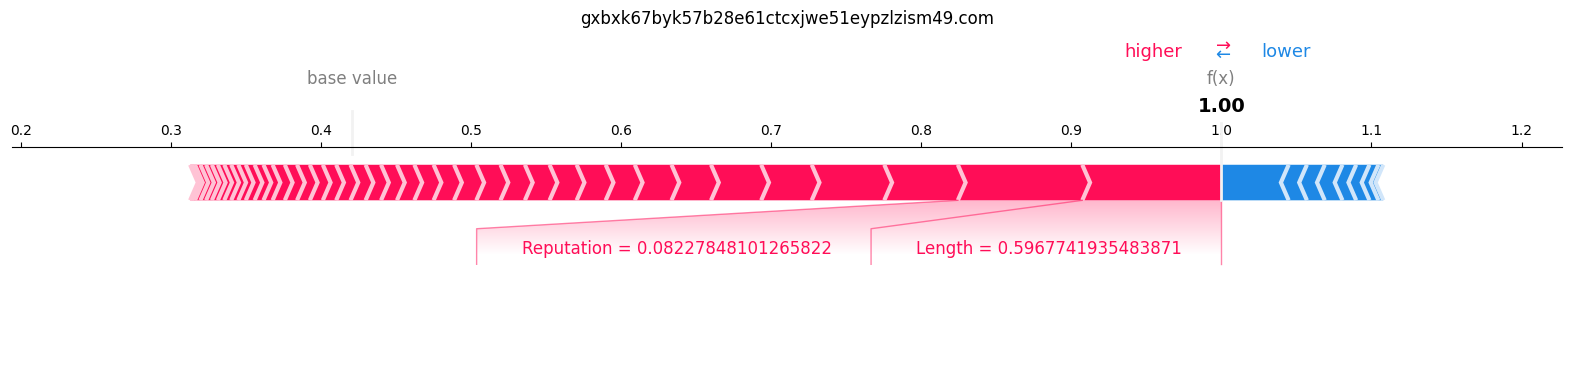 gxbxk67byk57b28e61ctcxjwe51eypzlzism49.com
higher → ← lower
base value f(x)
1.00
0.2 0.3 0.4 0.5 0.6 0.7 0.8 0.9 1.0 1.1 1.2
Reputation = 0.08227848101265822 Length = 0.5967741935483871